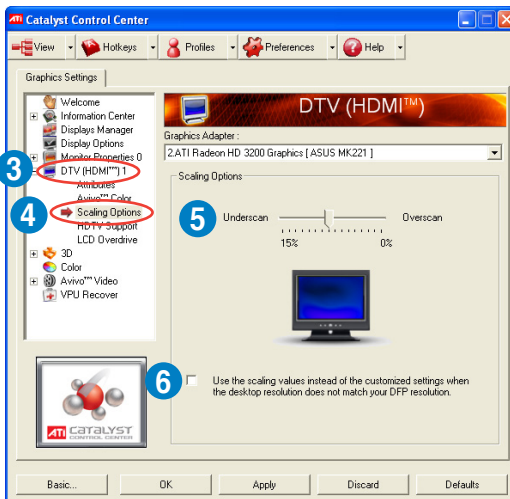 ATI Catalyst Control Center
View Hotkeys Profiles Preferences Help
Graphics Settings
Welcome
Information Center
Displays Manager
Display Options
Monitor Properties 0
3 DTV (HDMI™) 1
Attributes
Avivo™ Color
4 Scaling Options
HDTV Support
LCD Overdrive
3D
Color
Avivo™ Video
VPU Recover
ATI CATALYST
CONTROL CENTER
DTV (HDMI™)
Graphics Adapter :
2.ATI Radeon HD 3200 Graphics [ ASUS MK221 ]
Scaling Options
5 Underscan Overscan
15% 0%
6 Use the scaling values instead of the customized settings when
the desktop resolution does not match your DFP resolution.
Basic... OK Apply Discard Defaults